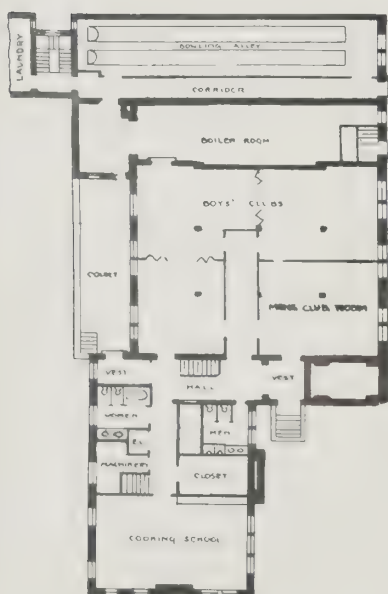 LAUNDRY
BOWLING ALLEY
CORRIDOR
BOILER ROOM
BOYS' CLUBS
COURT
MENS CLUB ROOM
VEST
HALL
VEST
WOMEN
MEN
EL
MACHINERY
CLOSET
COOKING SCHOOL